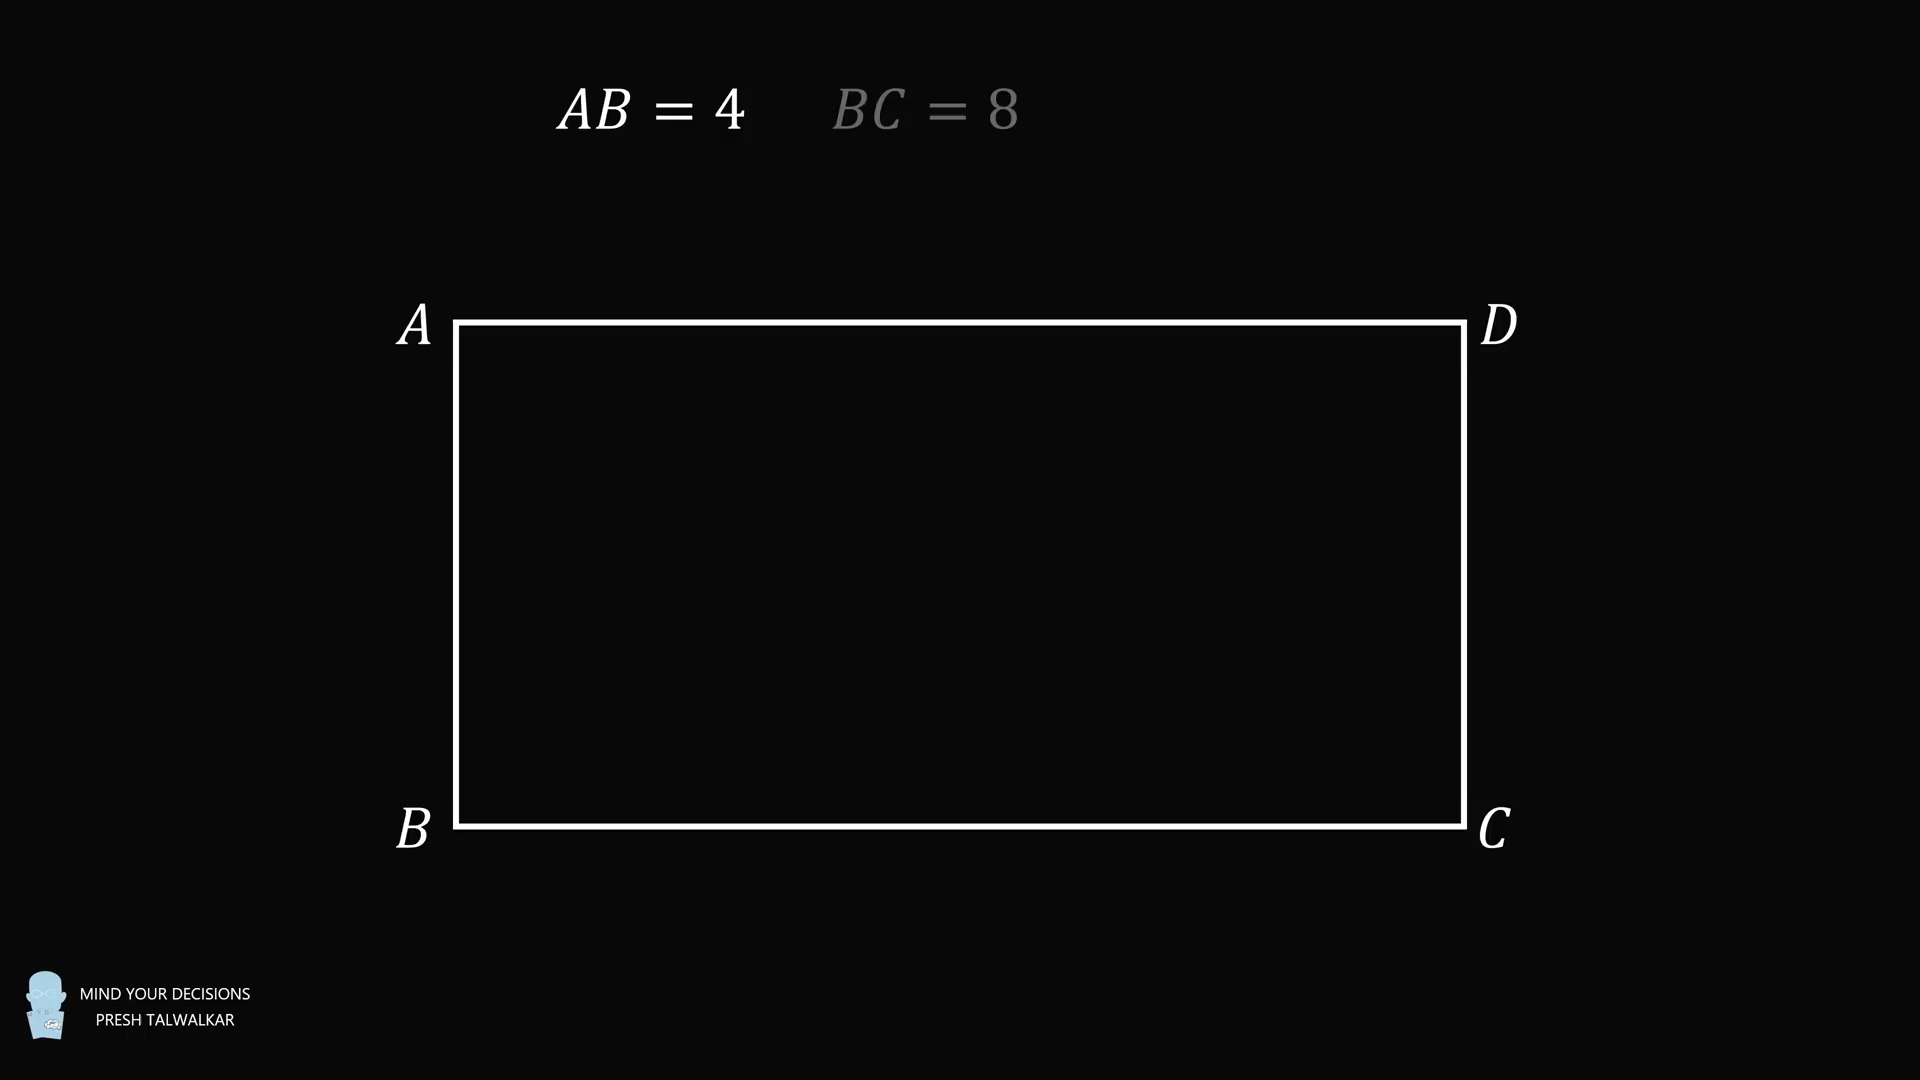 AB = 4 BC = 8
A D
B C
MIND YOUR DECISIONS
PRESH TALWALKAR